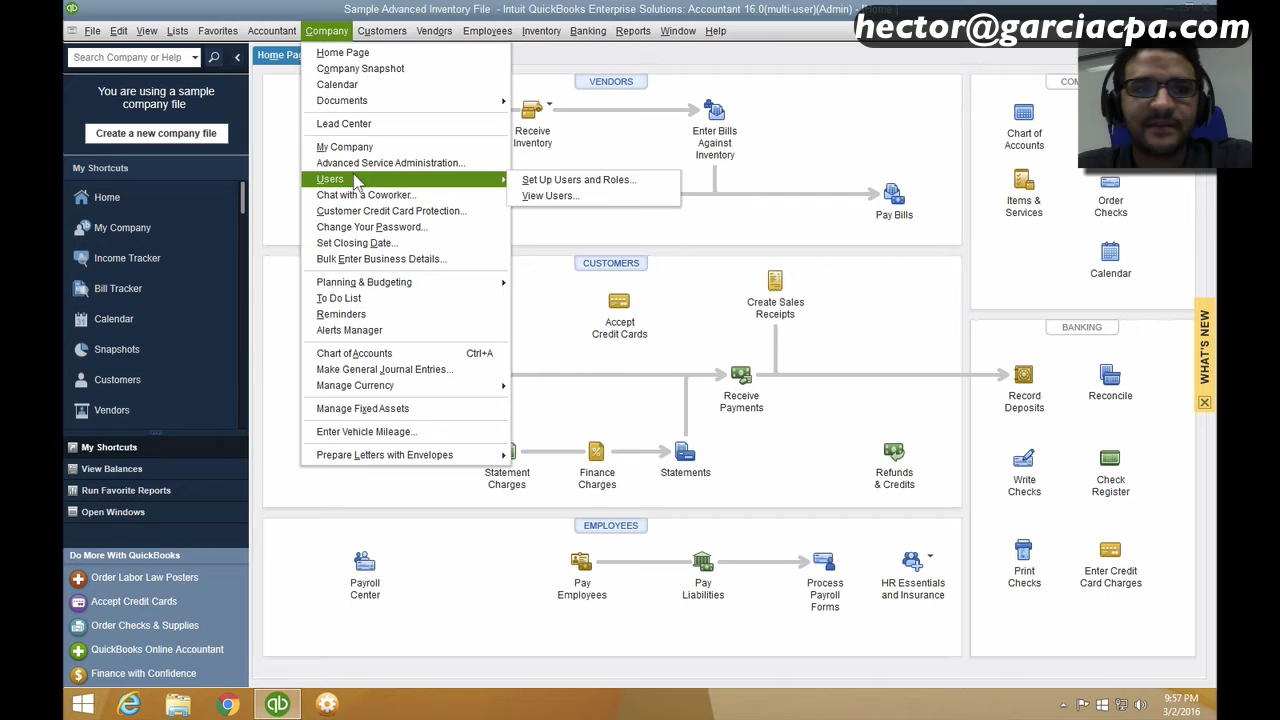 Sample Advanced Inventory File - Intuit QuickBooks Enterprise Solutions: Accountant 16.0(multi-user)(Admin) - [Home
hector@garciacpa.com
File Edit View Lists Favorites Accountant Company Customers Vendors Employees Inventory Banking Reports Window Help
Search Company or Help
You are using a sample
company file
Create a new company file
My Shortcuts
Home
My Company
Income Tracker
Bill Tracker
Calendar
Snapshots
Customers
Vendors
My Shortcuts
View Balances
Run Favorite Reports
Open Windows
Do More With QuickBooks
Order Labor Law Posters
Accept Credit Cards
Order Checks & Supplies
QuickBooks Online Accountant
Finance with Confidence
Home Page
Company Snapshot
Calendar
Documents
Lead Center
My Company
Advanced Service Administration...
Users
Chat with a Coworker...
Customer Credit Card Protection...
Change Your Password...
Set Closing Date...
Bulk Enter Business Details...
Planning & Budgeting
To Do List
Reminders
Alerts Manager
Chart of Accounts Ctrl+A
Make General Journal Entries...
Manage Currency
Manage Fixed Assets
Enter Vehicle Mileage...
Prepare Letters with Envelopes
Set Up Users and Roles...
View Users...
Home
VENDORS
Receive
Inventory
Enter Bills
Against
Inventory
Pay Bills
CUSTOMERS
Accept
Credit Cards
Create Sales
Receipts
Receive
Payments
Statement
Charges
Finance
Charges
Statements
Refunds
& Credits
EMPLOYEES
Payroll
Center
Pay
Employees
Pay
Liabilities
Process
Payroll
Forms
HR Essentials
and Insurance
Chart of
Accounts
Items &
Services
Order
Checks
Calendar
BANKING
Record
Deposits
Reconcile
Write
Checks
Check
Register
Print
Checks
Enter Credit
Card Charges
WHAT'S NEW
qb
9:57 PM
3/2/2016